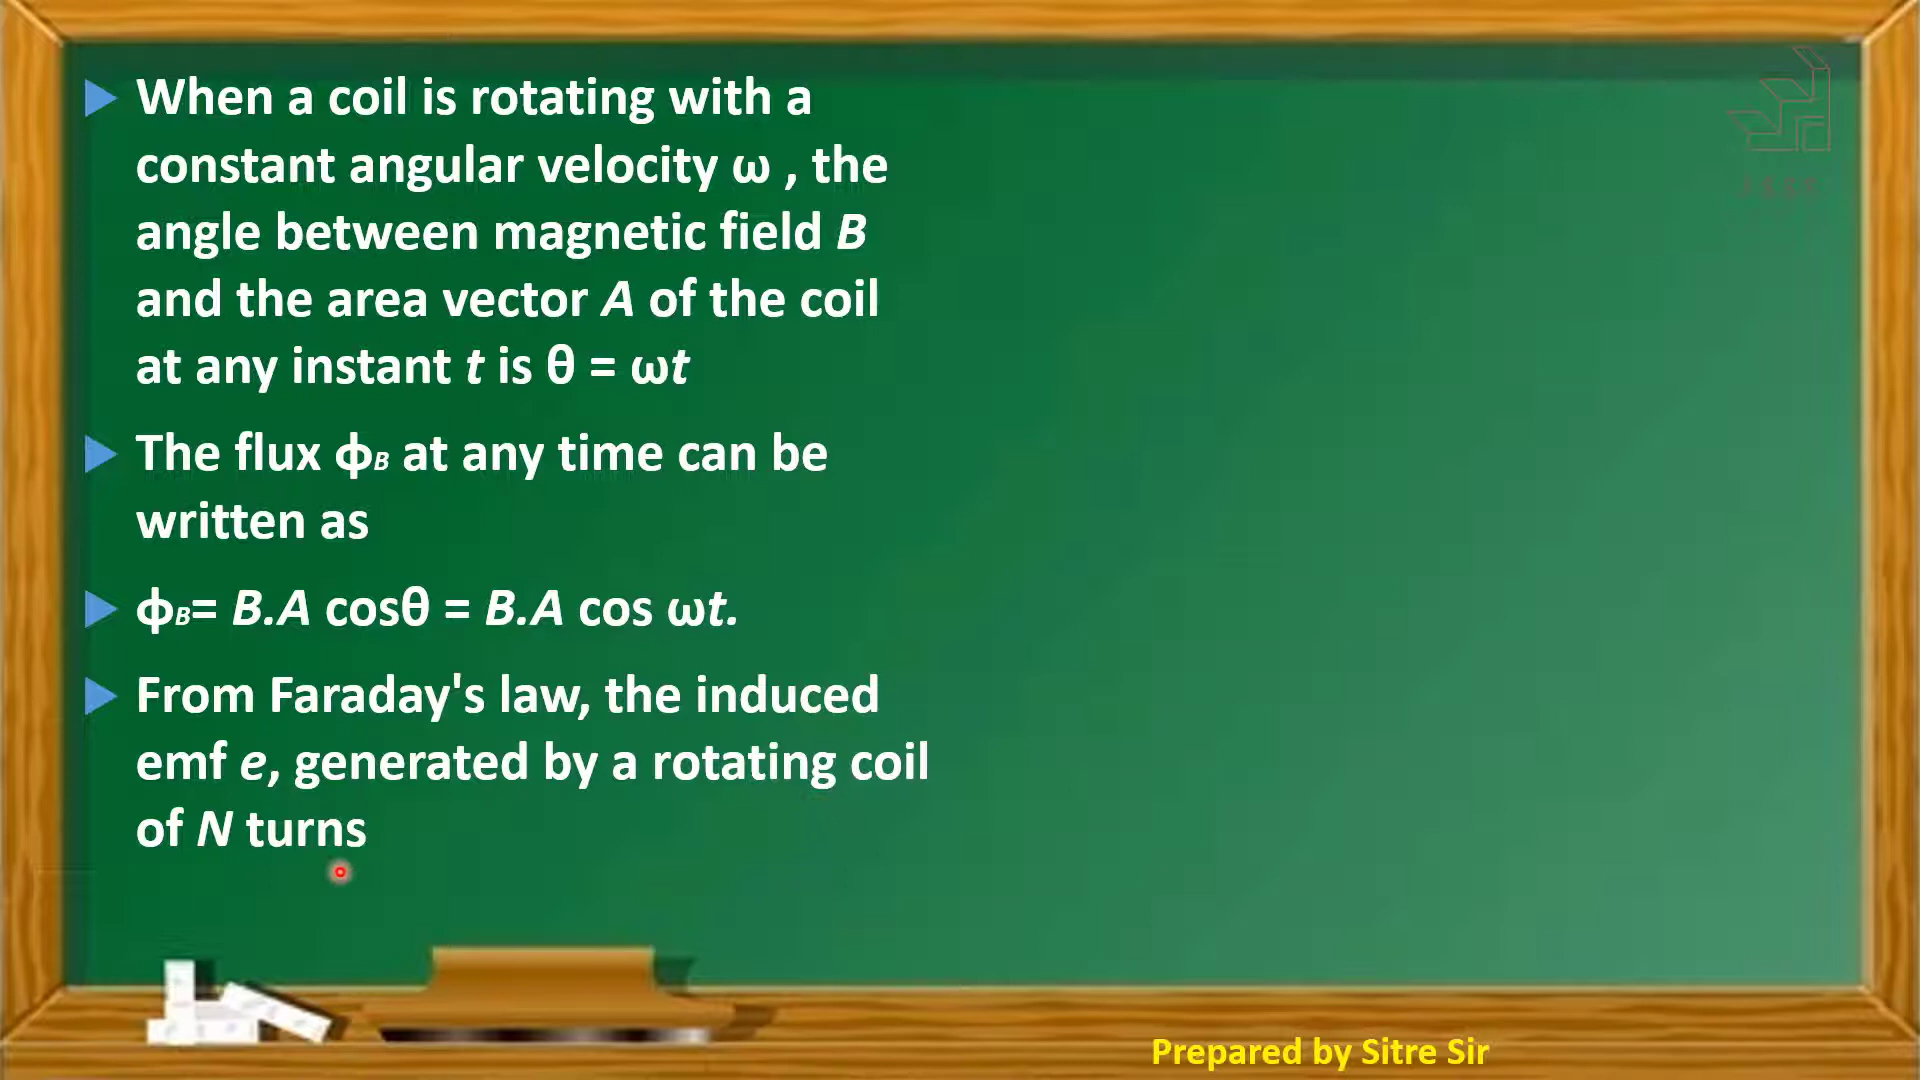 When a coil is rotating with a
constant angular velocity ω , the
angle between magnetic field B
and the area vector A of the coil
at any instant t is θ = ωt
The flux ϕB at any time can be
written as
ϕB= B.A cosθ = B.A cos ωt.
From Faraday's law, the induced
emf e, generated by a rotating coil
of N turns
Prepared by Sitre Sir